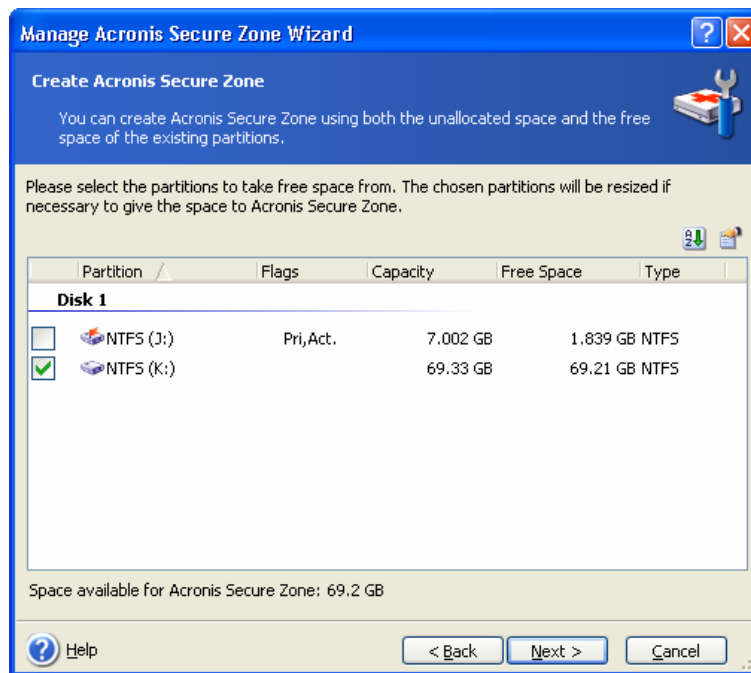 Manage Acronis Secure Zone Wizard
Create Acronis Secure Zone
You can create Acronis Secure Zone using both the unallocated space and the free
space of the existing partitions.
Please select the partitions to take free space from. The chosen partitions will be resized if
necessary to give the space to Acronis Secure Zone.
Partition Flags Capacity Free Space Type
Disk 1
NTFS (J:) Pri,Act. 7.002 GB 1.839 GB NTFS
NTFS (K:) 69.33 GB 69.21 GB NTFS
Space available for Acronis Secure Zone: 69.2 GB
Help < Back Next > Cancel